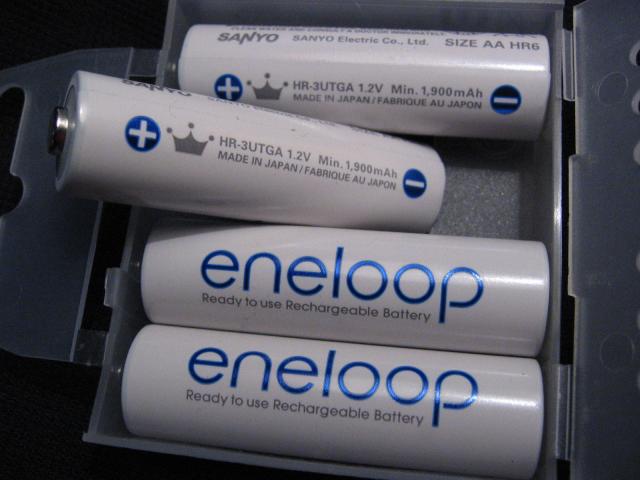 SANYO SANYO Electric Co., Ltd. SIZE AA HR6
HR-3UTGA 1.2V Min. 1,900mAh
MADE IN JAPAN / FABRIQUE AU JAPON
SANYO
HR-3UTGA 1.2V Min. 1,900mAh
MADE IN JAPAN / FABRIQUE AU JAPON
eneloop
Ready to use Rechargeable Battery
eneloop
Ready to use Rechargeable Battery